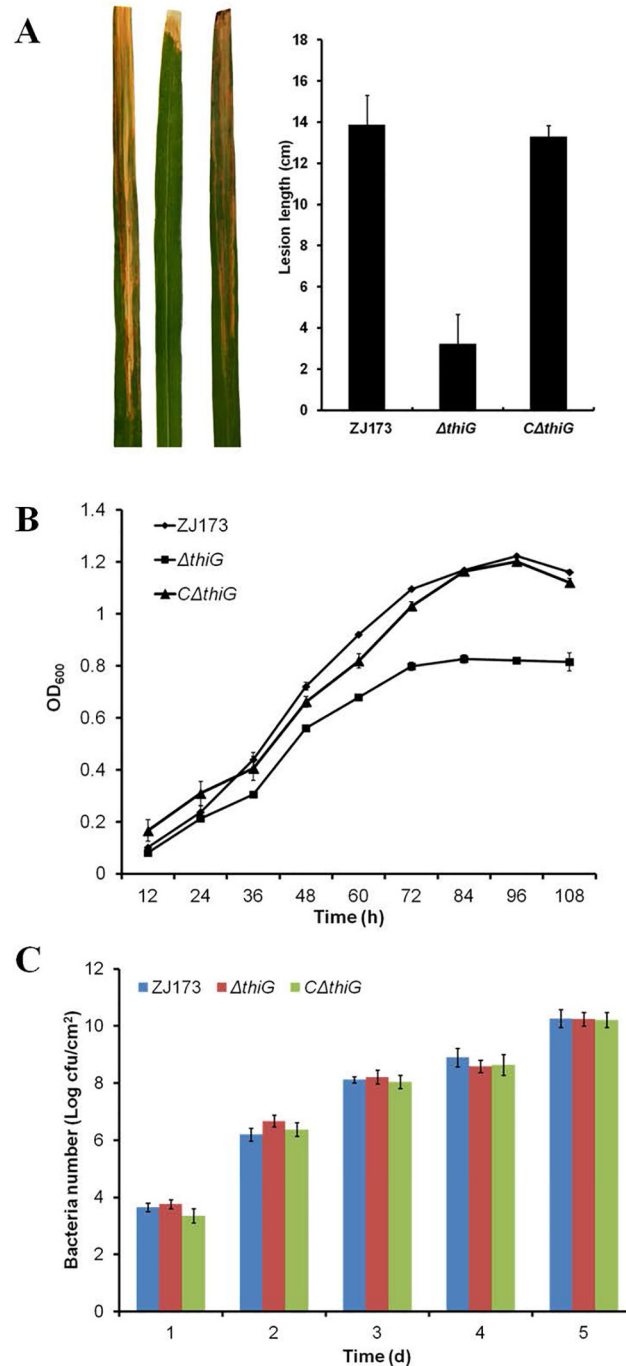 A
18
16
14
12
10
8
6
4
2
0
Lesion length (cm)
ZJ173 ΔthiG CΔthiG
B
ZJ173
ΔthiG
CΔthiG
1.4
1.2
1
0.8
0.6
0.4
0.2
0
OD600
12 24 36 48 60 72 84 96 108
Time (h)
C
ZJ173 ΔthiG CΔthiG
12
10
8
6
4
2
0
Bacteria number (Log cfu/cm²)
1 2 3 4 5
Time (d)